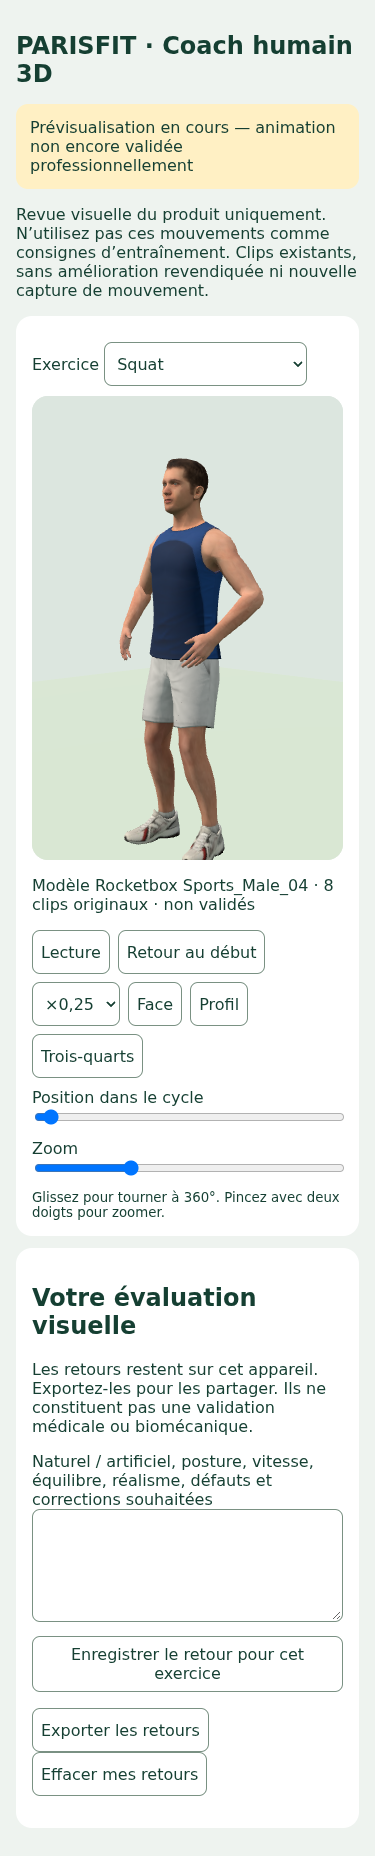 PARISFIT · Coach humain
3D
Prévisualisation en cours — animation
non encore validée
professionnellement
Revue visuelle du produit uniquement.
N’utilisez pas ces mouvements comme
consignes d’entraînement. Clips existants,
sans amélioration revendiquée ni nouvelle
capture de mouvement.
Exercice Squat
Modèle Rocketbox Sports_Male_04 · 8
clips originaux · non validés
Lecture Retour au début
×0,25 Face Profil
Trois-quarts
Position dans le cycle
Zoom
Glissez pour tourner à 360°. Pincez avec deux
doigts pour zoomer.
Votre évaluation
visuelle
Les retours restent sur cet appareil.
Exportez-les pour les partager. Ils ne
constituent pas une validation
médicale ou biomécanique.
Naturel / artificiel, posture, vitesse,
équilibre, réalisme, défauts et
corrections souhaitées
Enregistrer le retour pour cet
exercice
Exporter les retours
Effacer mes retours